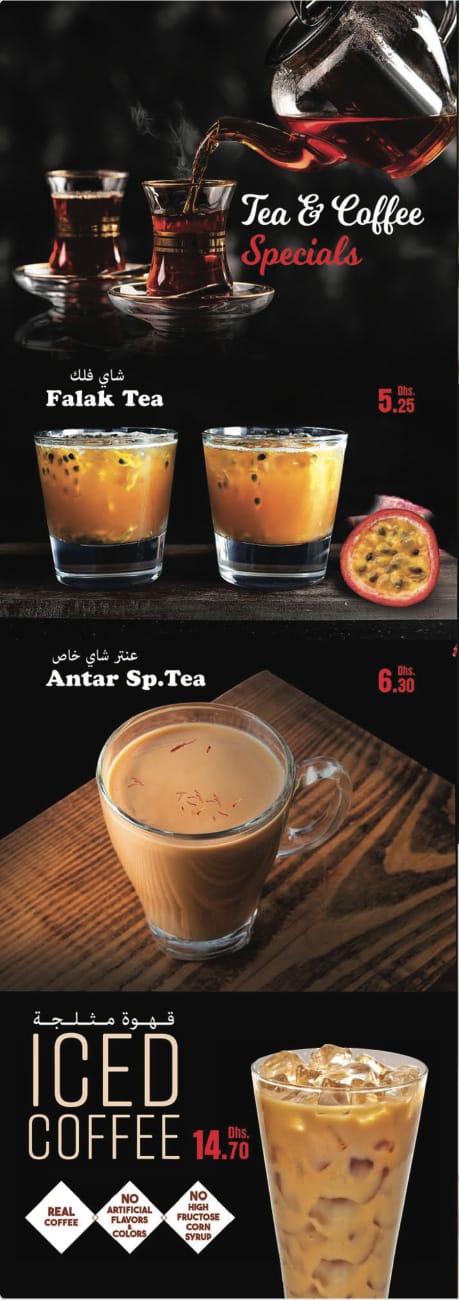 Tea & Coffee
Specials
شاي فلك
Falak Tea
Dhs.
5.25
عنتر شاي خاص
Antar Sp.Tea
Dhs.
6.30
قهوة مثلجة
ICED
COFFEE
Dhs.
14.70
REAL
COFFEE
NO
ARTIFICIAL
FLAVORS
&
COLORS
NO
HIGH
FRUCTOSE
CORN
SYRUP